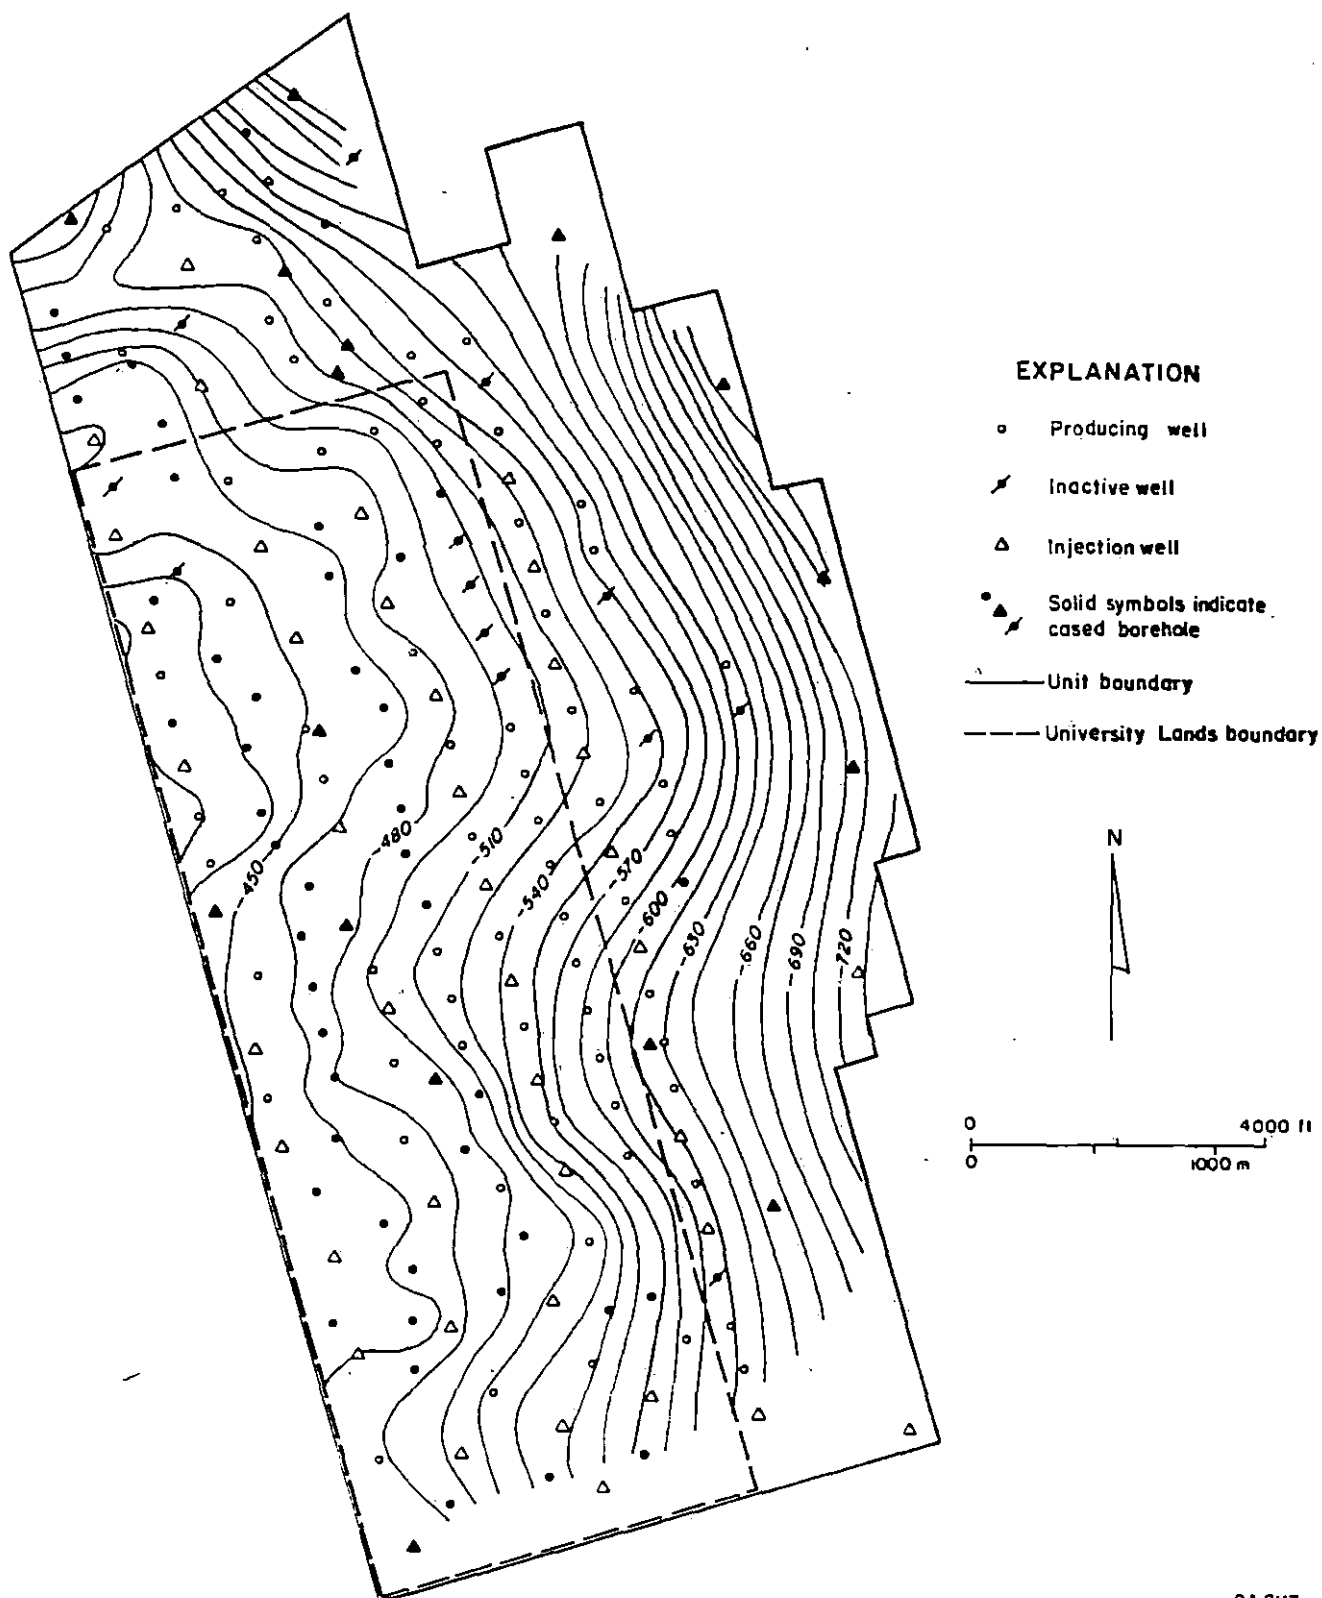 EXPLANATION
Producing well
Inactive well
Injection well
Solid symbols indicate
cased borehole
Unit boundary
University Lands boundary
-450
-480
-510
-540
-570
-600
-630
-660
-690
-720
N
0 4000 ft
0 1000 m